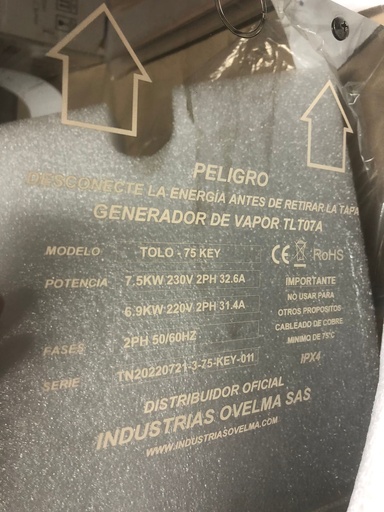 PELIGRO
DESCONECTE LA ENERGÍA ANTES DE RETIRAR LA TAPA
GENERADOR DE VAPOR TLT07A
MODELO TOLO - 75 KEY
CE RoHS
POTENCIA 7.5KW 230V 2PH 32.6A
6.9KW 220V 2PH 31.4A
IMPORTANTE
NO USAR PARA
OTROS PROPOSITOS
CABLEADO DE COBRE
MINIMO DE 75°C
IPX4
FASES 2PH 50/60HZ
SERIE TN20220721-3-75-KEY-011
DISTRIBUIDOR OFICIAL
INDUSTRIAS OVELMA SAS
WWW.INDUSTRIASOVELMA.COM